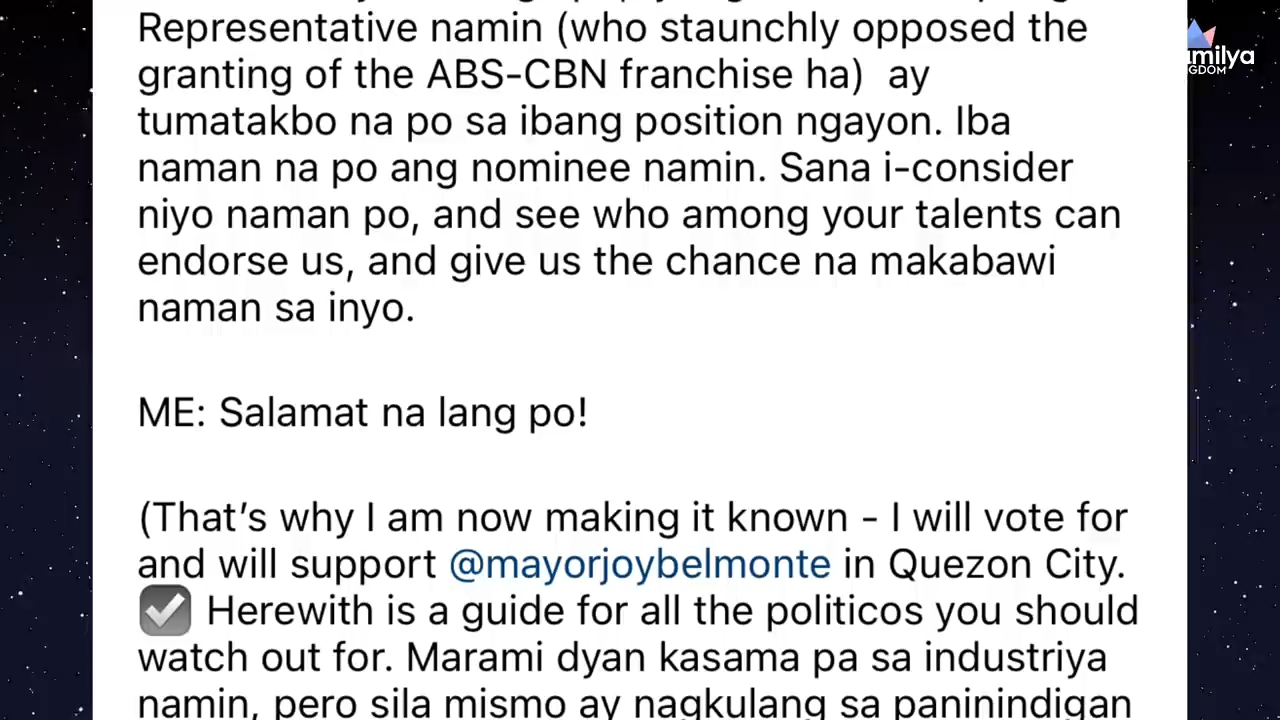 Representative namin (who staunchly opposed the
granting of the ABS-CBN franchise ha) ay
tumatakbo na po sa ibang position ngayon. Iba
naman na po ang nominee namin. Sana i-consider
niyo naman po, and see who among your talents can
endorse us, and give us the chance na makabawi
naman sa inyo.
ME: Salamat na lang po!
(That's why I am now making it known - I will vote for
and will support @mayorjoybelmonte in Quezon City.
☑️ Herewith is a guide for all the politicos you should
watch out for. Marami dyan kasama pa sa industriya
namin, pero sila mismo ay nagkulang sa paninindigan